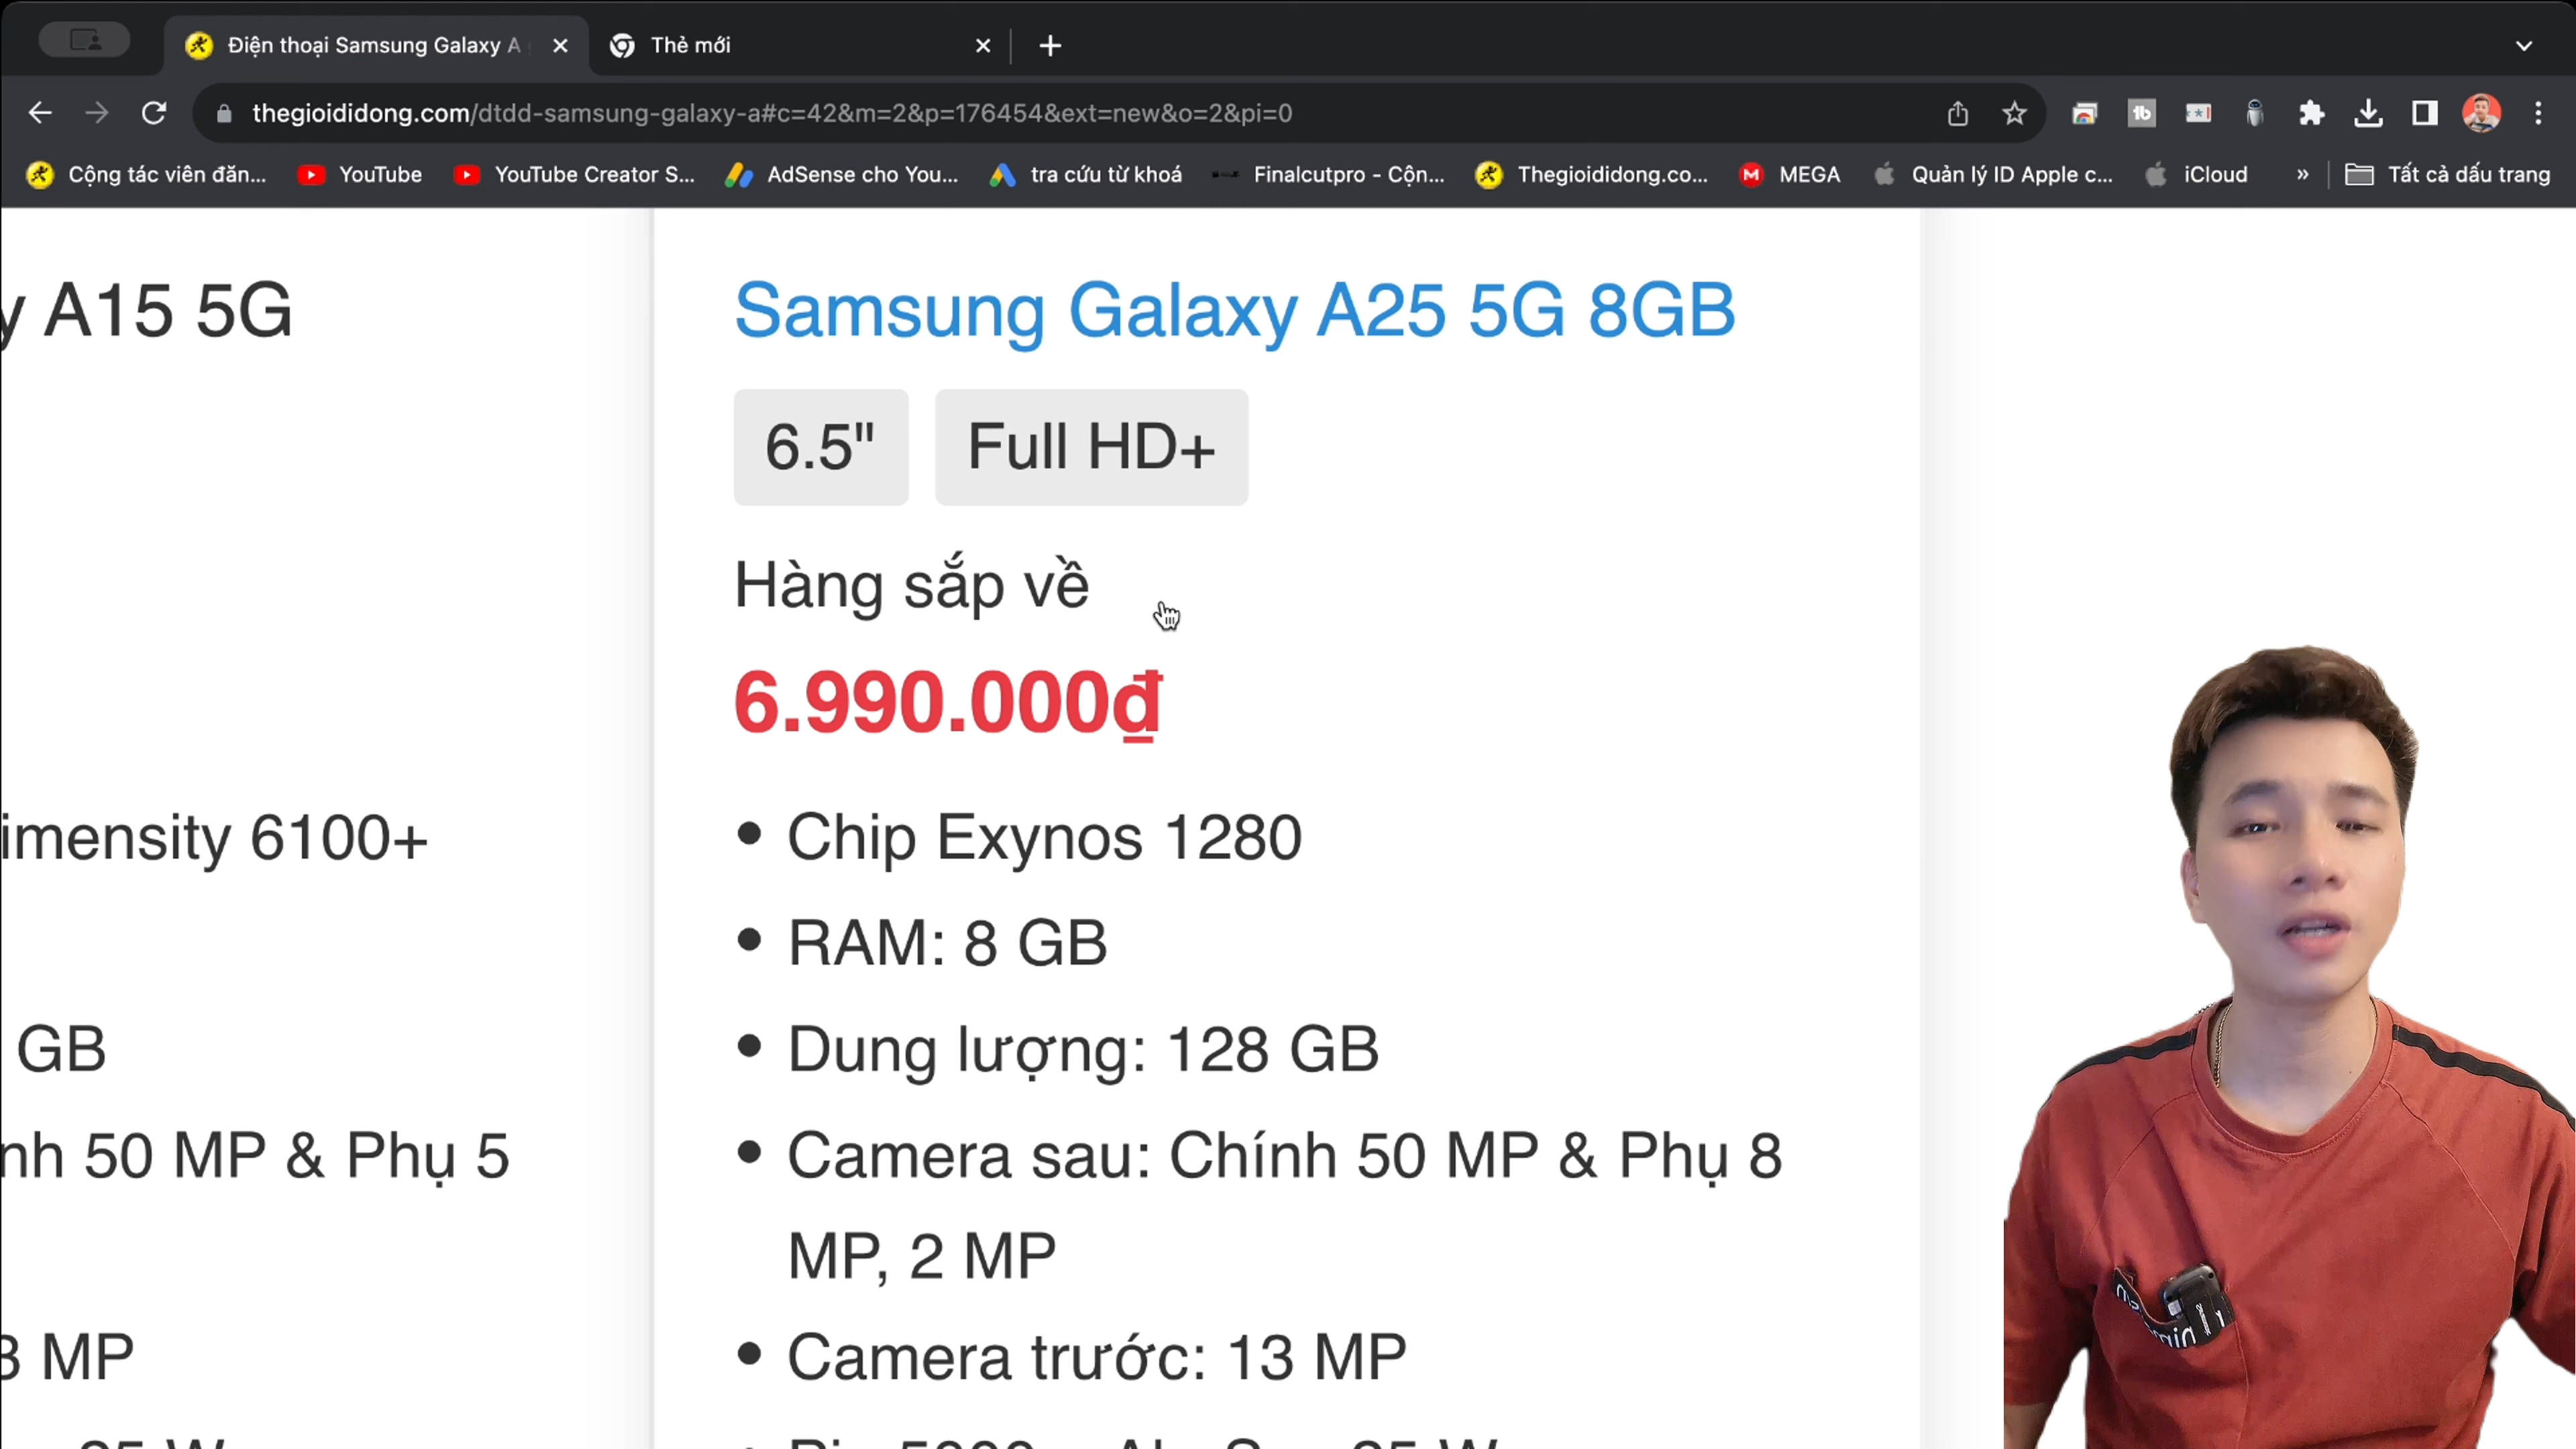 Điện thoại Samsung Galaxy A
Thẻ mới
thegioididong.com/dtdd-samsung-galaxy-a#c=42&m=2&p=176454&ext=new&o=2&pi=0
Cộng tác viên đăn...
YouTube
YouTube Creator S...
AdSense cho You...
tra cứu từ khoá
Finalcutpro - Cộn...
Thegioididong.co...
MEGA
Quản lý ID Apple c...
iCloud
»
Tất cả dấu trang
y A15 5G
imensity 6100+
GB
nh 50 MP & Phụ 5
MP
Samsung Galaxy A25 5G 8GB
6.5"
Full HD+
Hàng sắp về
6.990.000₫
• Chip Exynos 1280
• RAM: 8 GB
• Dung lượng: 128 GB
• Camera sau: Chính 50 MP & Phụ 8
MP, 2 MP
• Camera trước: 13 MP